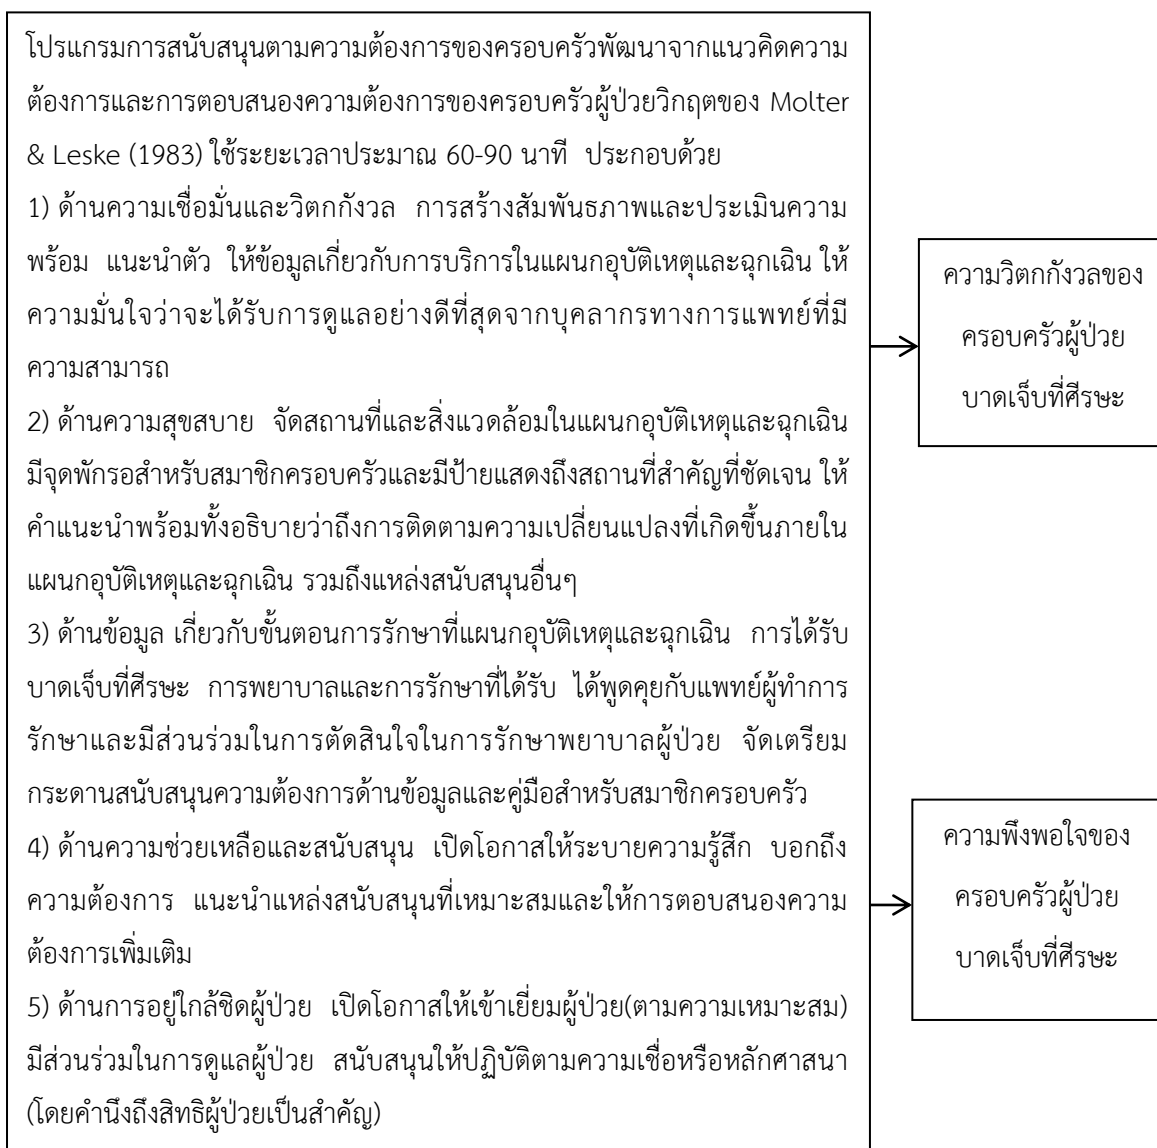 โปรแกรมการสนับสนุนตามความต้องการของครอบครัวพัฒนาจากแนวคิดความ
ต้องการและการตอบสนองความต้องการของครอบครัวผู้ป่วยวิกฤตของ Molter
& Leske (1983) ใช้ระยะเวลาประมาณ 60-90 นาที ประกอบด้วย
1) ด้านความเชื่อมั่นและวิตกกังวล การสร้างสัมพันธภาพและประเมินความ
พร้อม แนะนำตัว ให้ข้อมูลเกี่ยวกับการบริการในแผนกอุบัติเหตุและฉุกเฉิน ให้
ความมั่นใจว่าจะได้รับการดูแลอย่างดีที่สุดจากบุคลากรทางการแพทย์ที่มี
ความสามารถ
2) ด้านความสุขสบาย จัดสถานที่และสิ่งแวดล้อมในแผนกอุบัติเหตุและฉุกเฉิน
มีจุดพักรอสำหรับสมาชิกครอบครัวและมีป้ายแสดงถึงสถานที่สำคัญที่ชัดเจน ให้
คำแนะนำพร้อมทั้งอธิบายว่าถึงการติดตามความเปลี่ยนแปลงที่เกิดขึ้นภายใน
แผนกอุบัติเหตุและฉุกเฉิน รวมถึงแหล่งสนับสนุนอื่นๆ
3) ด้านข้อมูล เกี่ยวกับขั้นตอนการรักษาที่แผนกอุบัติเหตุและฉุกเฉิน การได้รับ
บาดเจ็บที่ศีรษะ การพยาบาลและการรักษาที่ได้รับ ได้พูดคุยกับแพทย์ผู้ทำการ
รักษาและมีส่วนร่วมในการตัดสินใจในการรักษาพยาบาลผู้ป่วย จัดเตรียม
กระดานสนับสนุนความต้องการด้านข้อมูลและคู่มือสำหรับสมาชิกครอบครัว
4) ด้านความช่วยเหลือและสนับสนุน เปิดโอกาสให้ระบายความรู้สึก บอกถึง
ความต้องการ แนะนำแหล่งสนับสนุนที่เหมาะสมและให้การตอบสนองความ
ต้องการเพิ่มเติม
5) ด้านการอยู่ใกล้ชิดผู้ป่วย เปิดโอกาสให้เข้าเยี่ยมผู้ป่วย(ตามความเหมาะสม)
มีส่วนร่วมในการดูแลผู้ป่วย สนับสนุนให้ปฏิบัติตามความเชื่อหรือหลักศาสนา
(โดยคำนึงถึงสิทธิผู้ป่วยเป็นสำคัญ)
ความวิตกกังวลของ
ครอบครัวผู้ป่วย
บาดเจ็บที่ศีรษะ
ความพึงพอใจของ
ครอบครัวผู้ป่วย
บาดเจ็บที่ศีรษะ